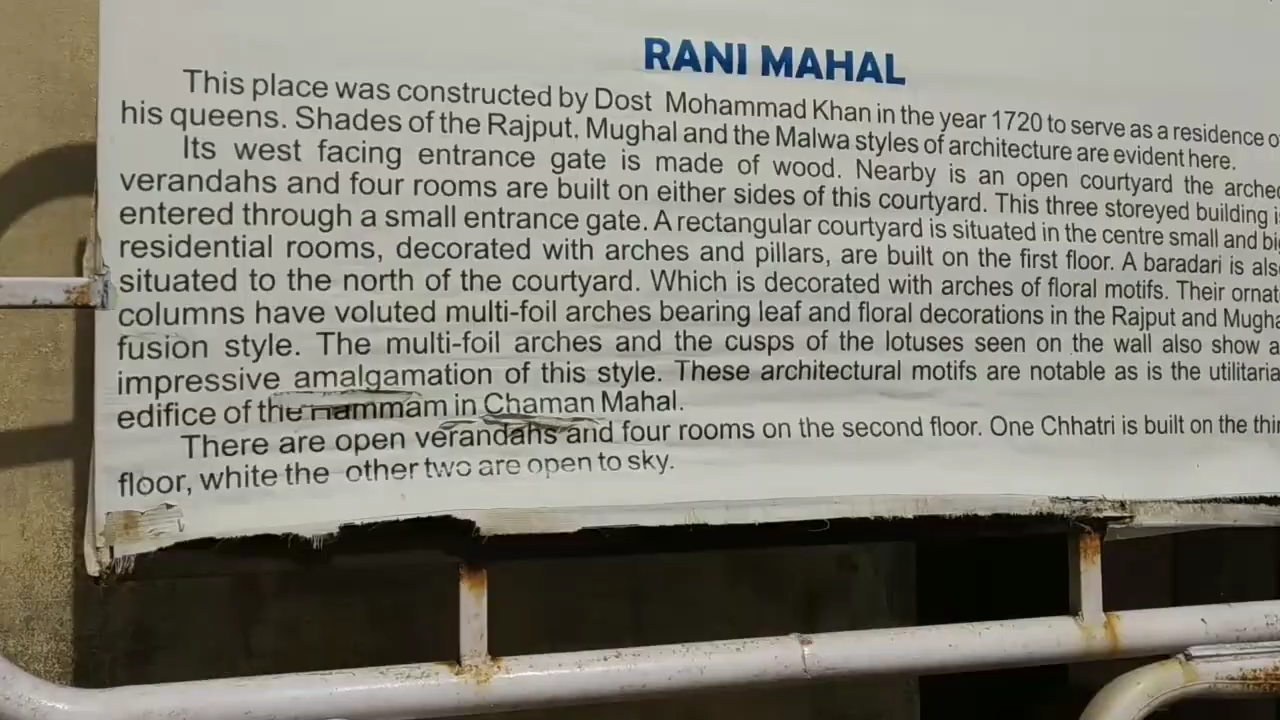 RANI MAHAL
This place was constructed by Dost Mohammad Khan in the year 1720 to serve as a residence
his queens. Shades of the Rajput, Mughal and the Malwa styles of architecture are evident here.
Its west facing entrance gate is made of wood. Nearby is an open courtyard the
verandahs and four rooms are built on either sides of this courtyard. This three storeyed building
entered through a small entrance gate. A rectangular courtyard is situated in the centre small and
residential rooms, decorated with arches and pillars, are built on the first floor. A baradari is
situated to the north of the courtyard. Which is decorated with arches of floral motifs. Their
columns have voluted multi-foil arches bearing leaf and floral decorations in the Rajput and
fusion style. The multi-foil arches and the cusps of the lotuses seen on the wall also show
impressive amalgamation of this style. These architectural motifs are notable as is the
edifice of the Hammam in Chaman Mahal.
There are open verandahs and four rooms on the second floor. One Chhatri is built on the
floor, white the other two are open to sky.